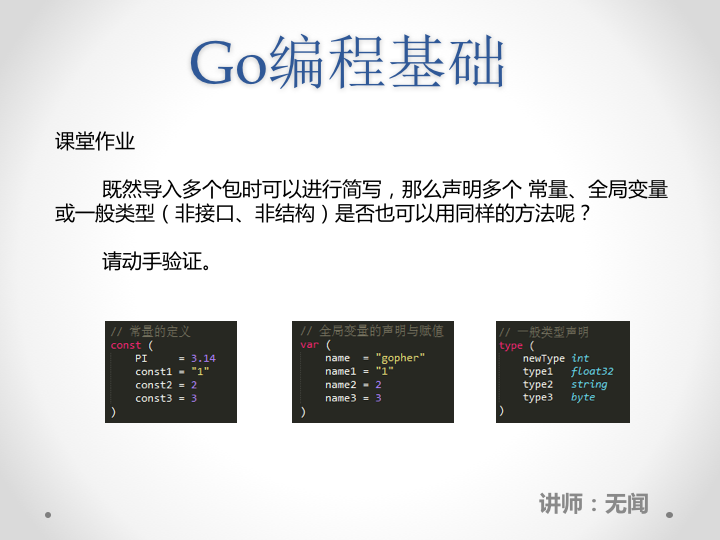 Go编程基础
课堂作业
既然导入多个包时可以进行简写，那么声明多个 常量、全局变量
或一般类型（非接口、非结构）是否也可以用同样的方法呢？
请动手验证。
// 常量的定义
const (
    PI     = 3.14
    const1 = "1"
    const2 = 2
    const3 = 3
)
// 全局变量的声明与赋值
var (
    name  = "gopher"
    name1 = "1"
    name2 = 2
    name3 = 3
)
// 一般类型声明
type (
    newType int
    type1   float32
    type2   string
    type3   byte
)
讲师：无闻